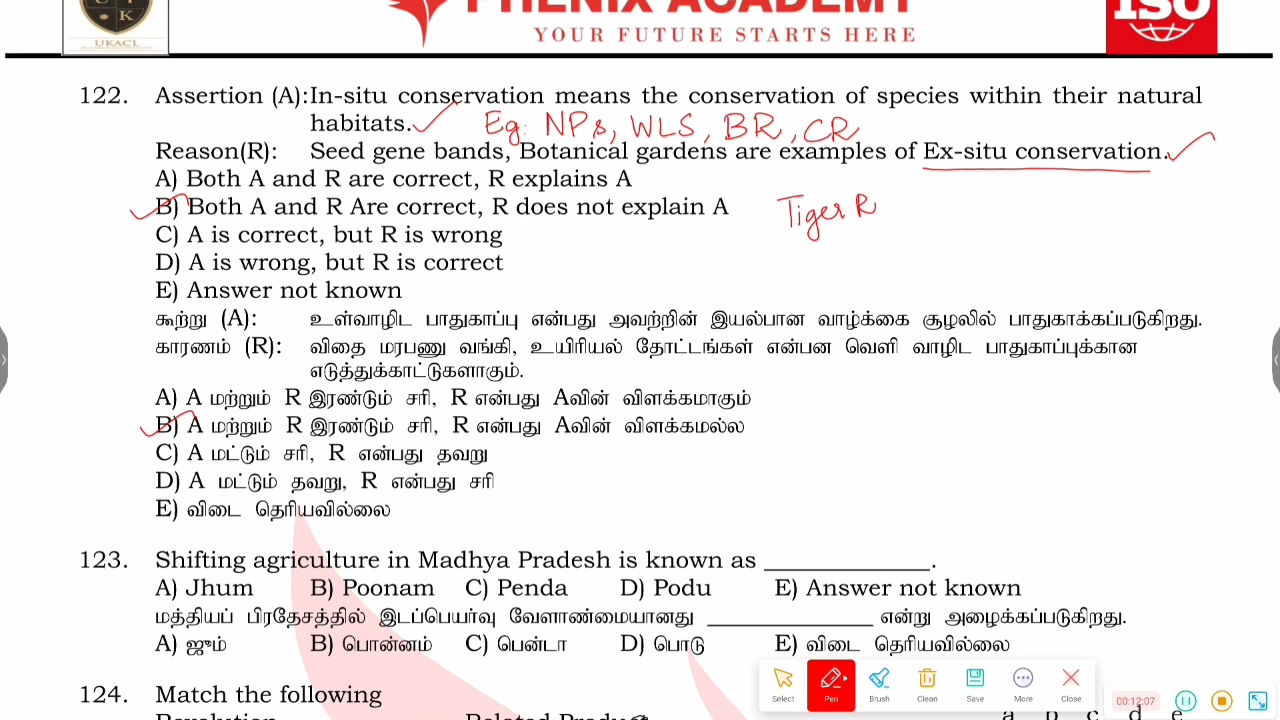 UKACL
PHENIX ACADEMY
YOUR FUTURE STARTS HERE
ISO
122. Assertion (A):In-situ conservation means the conservation of species within their natural
habitats. Eg: NPs, WLS, BR, CR
Reason(R): Seed gene bands, Botanical gardens are examples of Ex-situ conservation.
A) Both A and R are correct, R explains A
B) Both A and R Are correct, R does not explain A Tiger R
C) A is correct, but R is wrong
D) A is wrong, but R is correct
E) Answer not known
கூற்று (A): உள்வாழிட பாதுகாப்பு என்பது அவற்றின் இயல்பான வாழ்க்கை சூழலில் பாதுகாக்கப்படுகிறது.
காரணம் (R): விதை மரபணு வங்கி, உயிரியல் தோட்டங்கள் என்பன வெளி வாழிட பாதுகாப்புக்கான
எடுத்துக்காட்டுகளாகும்.
A) A மற்றும் R இரண்டும் சரி, R என்பது Aவின் விளக்கமாகும்
B) A மற்றும் R இரண்டும் சரி, R என்பது Aவின் விளக்கமல்ல
C) A மட்டும் சரி, R என்பது தவறு
D) A மட்டும் தவறு, R என்பது சரி
E) விடை தெரியவில்லை
123. Shifting agriculture in Madhya Pradesh is known as ______________.
A) Jhum B) Poonam C) Penda D) Podu E) Answer not known
மத்தியப் பிரதேசத்தில் இடப்பெயர்வு வேளாண்மையானது ______________ என்று அழைக்கப்படுகிறது.
A) ஜூம் B) பொன்னம் C) பென்டா D) பொடு E) விடை தெரியவில்லை
124. Match the following
Select Pen Brush Clean Save More Close
00:12:07
a b c d e